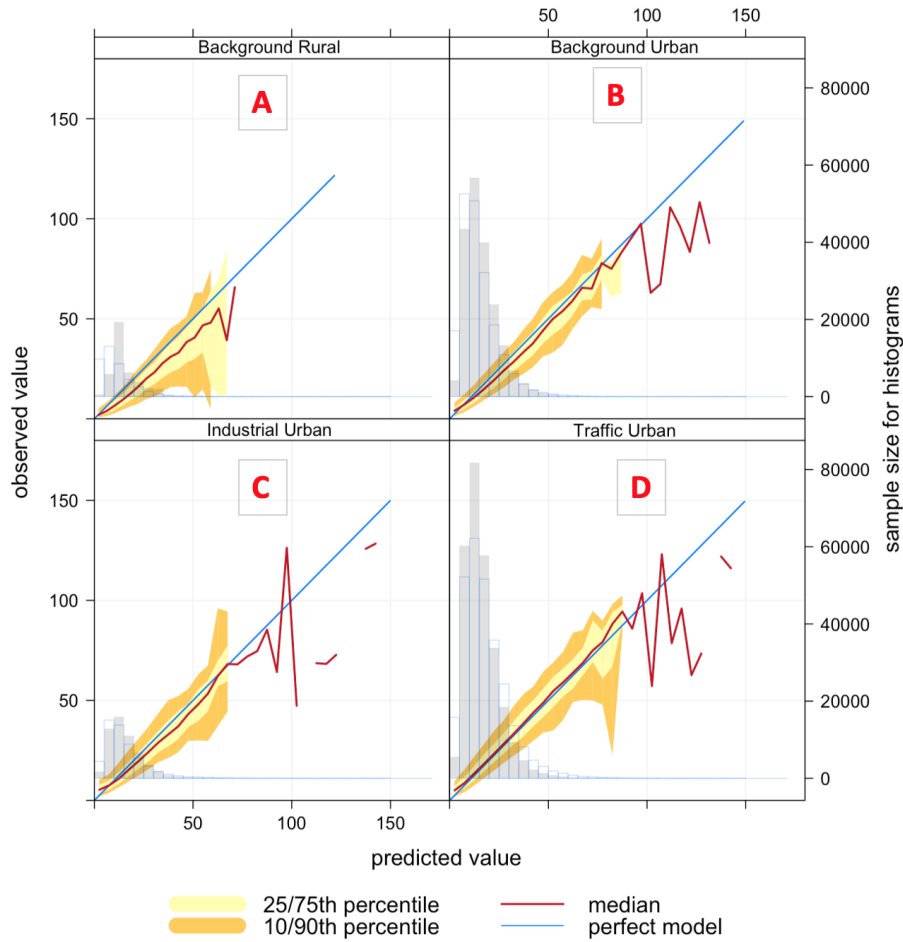 50 100 150
Background Rural Background Urban
A B
80000
150
60000
100
40000
50
20000
0
Industrial Urban Traffic Urban
C D
80000
150
60000
100
40000
50
20000
0
50 100 150
observed value
sample size for histograms
predicted value
25/75th percentile median
10/90th percentile perfect model